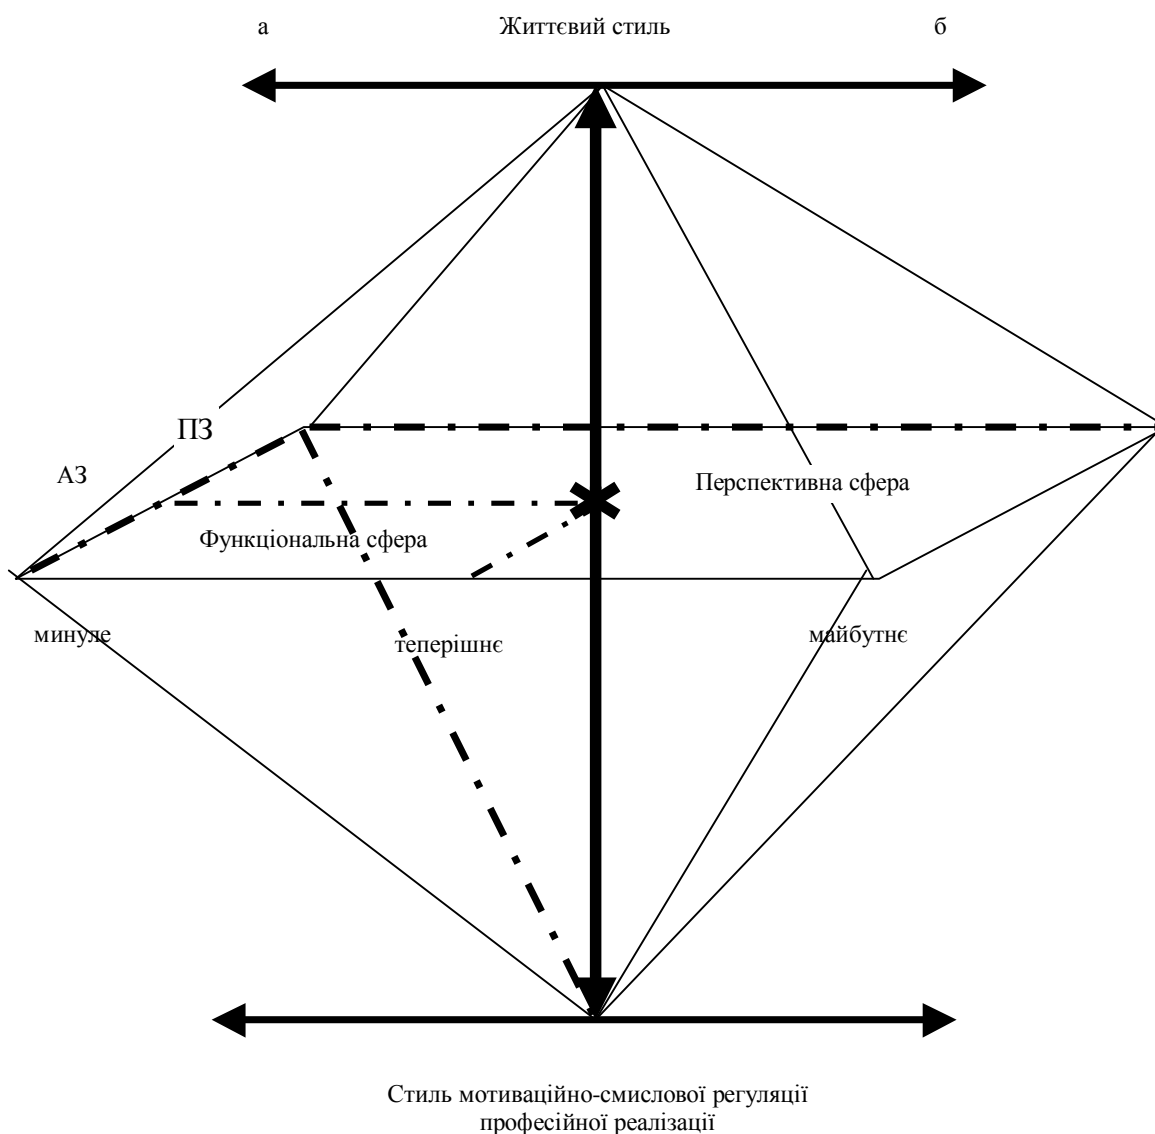 а
Життєвий стиль
б
ПЗ
АЗ
Перспективна сфера
Функціональна сфера
минуле
теперішнє
майбутнє
Стиль мотиваційно-смислової регуляції
професійної реалізації